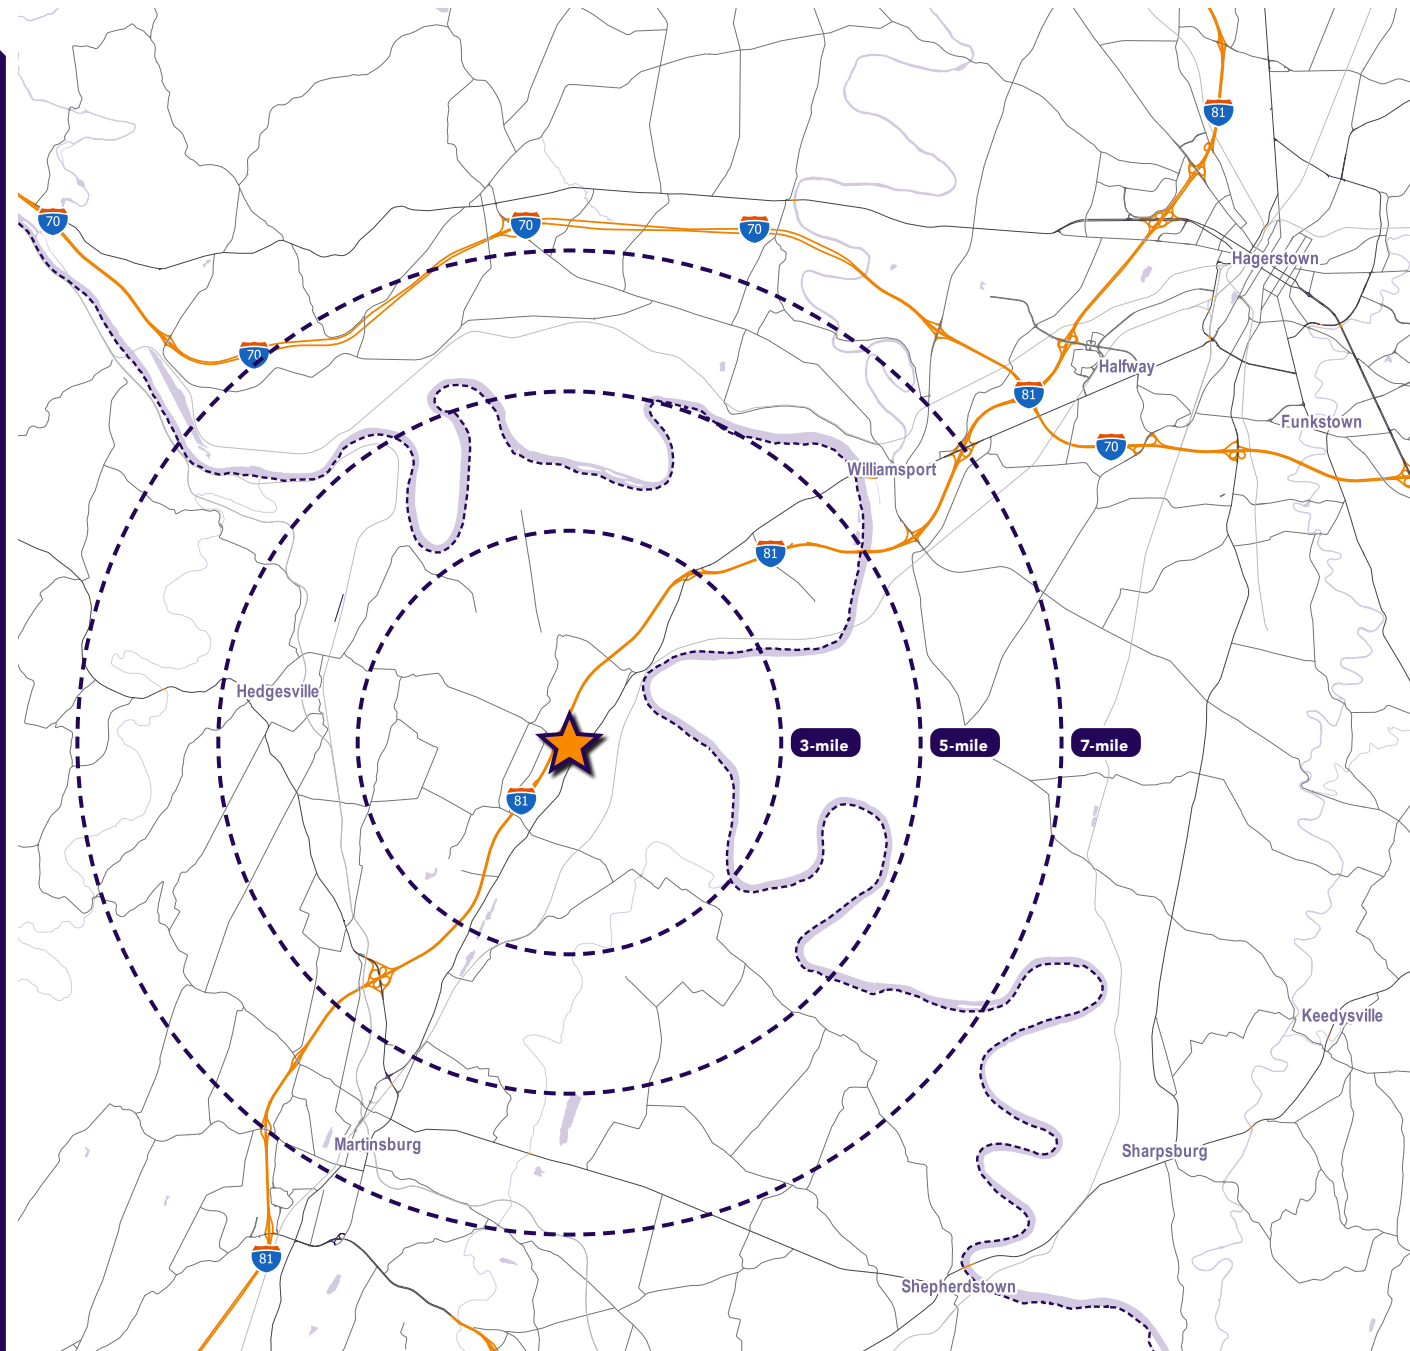 81
70
70
70
Hagerstown
70
Halfway
81
Funkstown
70
Williamsport
81
Hedgesville
3-mile
5-mile
7-mile
81
Keedysville
Martinsburg
Sharpsburg
81
Shepherdstown